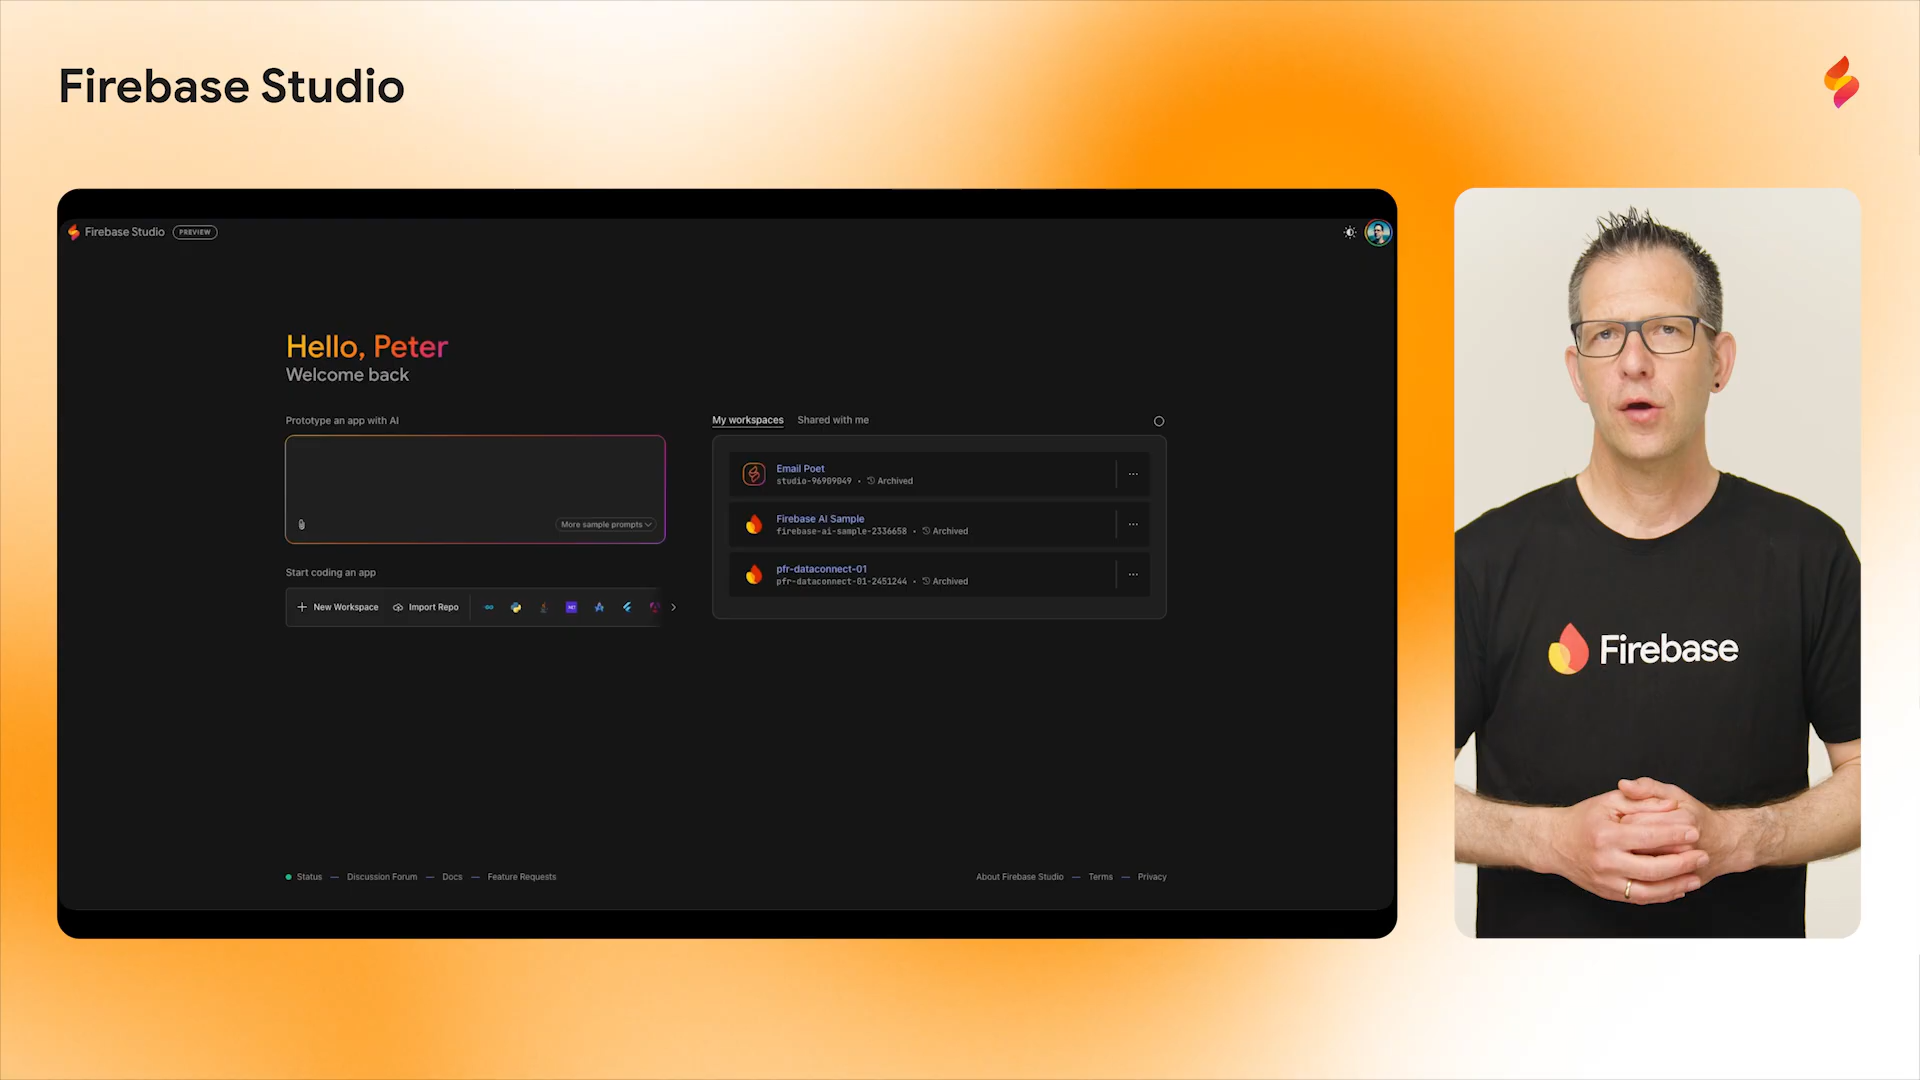 Firebase Studio
Firebase Studio PREVIEW
Hello, Peter
Welcome back
Prototype an app with AI
More sample prompts
Start coding an app
New Workspace Import Repo
My workspaces Shared with me
Email Poet
studio-96909049 · Archived
Firebase AI Sample
firebase-ai-sample-2336658 · Archived
pfr-dataconnect-01
pfr-dataconnect-01-2451244 · Archived
Status — Discussion Forum — Docs — Feature Requests
About Firebase Studio — Terms — Privacy
Firebase